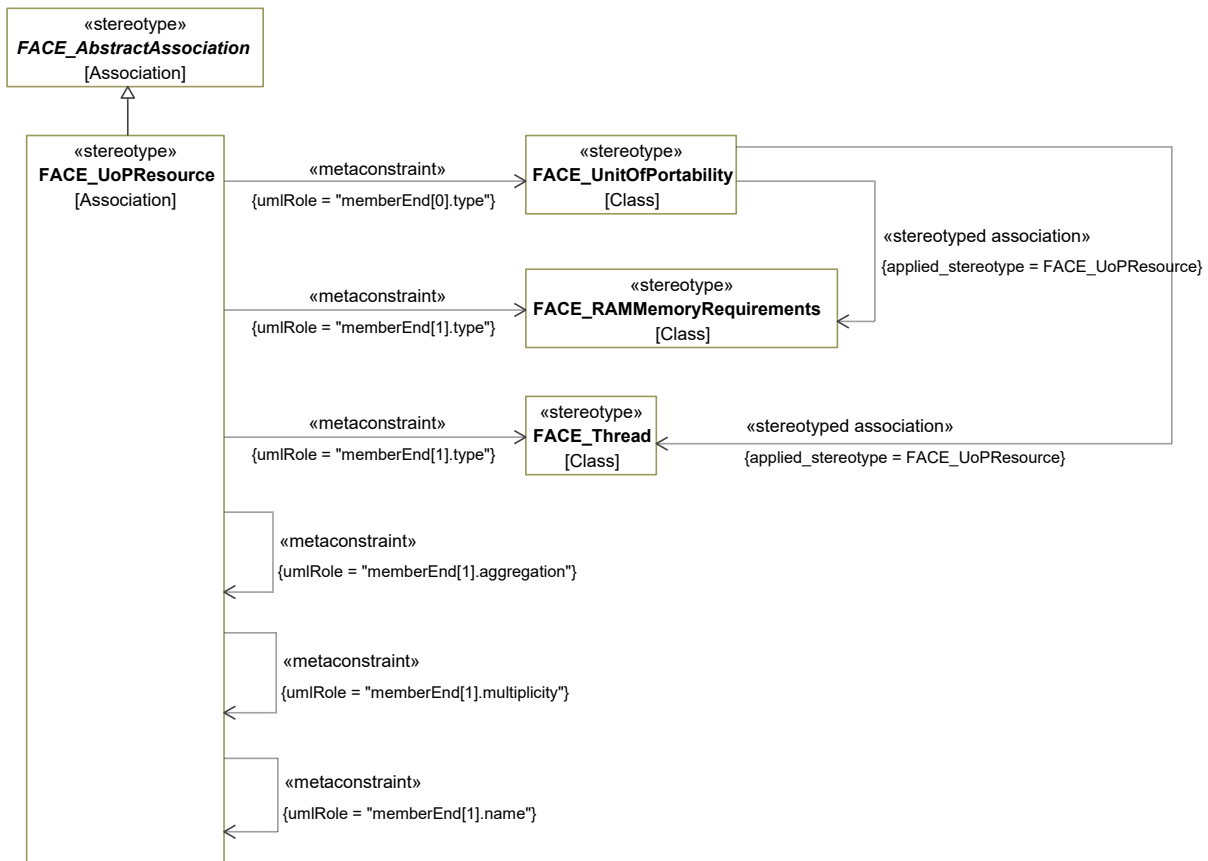 «stereotype»
FACE_AbstractAssociation
[Association]
«stereotype»
FACE_UoPResource
[Association]
«metaconstraint»
{umlRole = "memberEnd[0].type"}
«stereotype»
FACE_UnitOfPortability
[Class]
«stereotyped association»
{applied_stereotype = FACE_UoPResource}
«metaconstraint»
{umlRole = "memberEnd[1].type"}
«stereotype»
FACE_RAMMemoryRequirements
[Class]
«metaconstraint»
{umlRole = "memberEnd[1].type"}
«stereotype»
FACE_Thread
[Class]
«stereotyped association»
{applied_stereotype = FACE_UoPResource}
«metaconstraint»
{umlRole = "memberEnd[1].aggregation"}
«metaconstraint»
{umlRole = "memberEnd[1].multiplicity"}
«metaconstraint»
{umlRole = "memberEnd[1].name"}